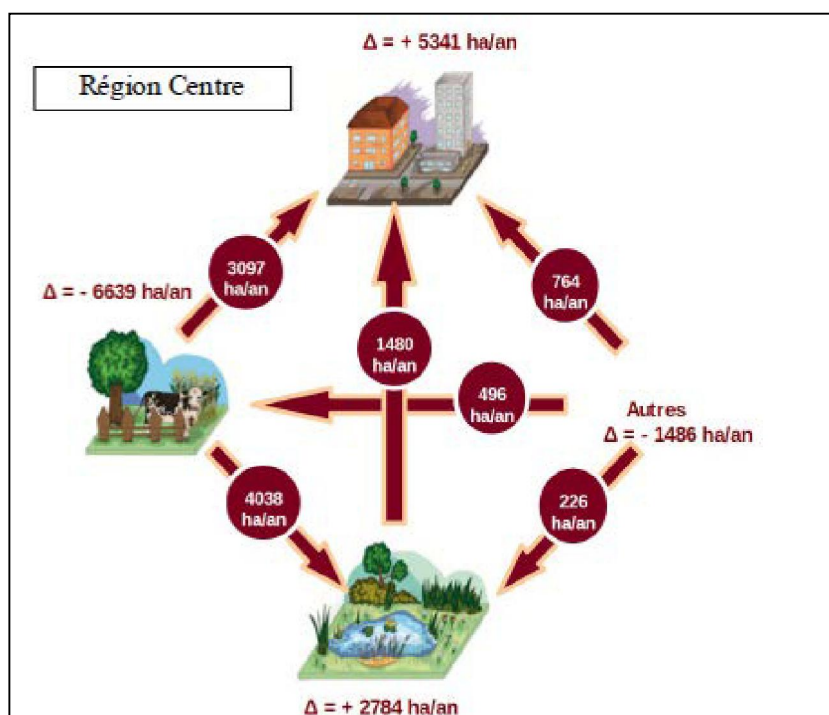 Δ = + 5341 ha/an
Région Centre
3097
ha/an
764
ha/an
Δ = - 6639 ha/an
1480
ha/an
496
ha/an
Autres
Δ = - 1486 ha/an
4038
ha/an
226
ha/an
Δ = + 2784 ha/an